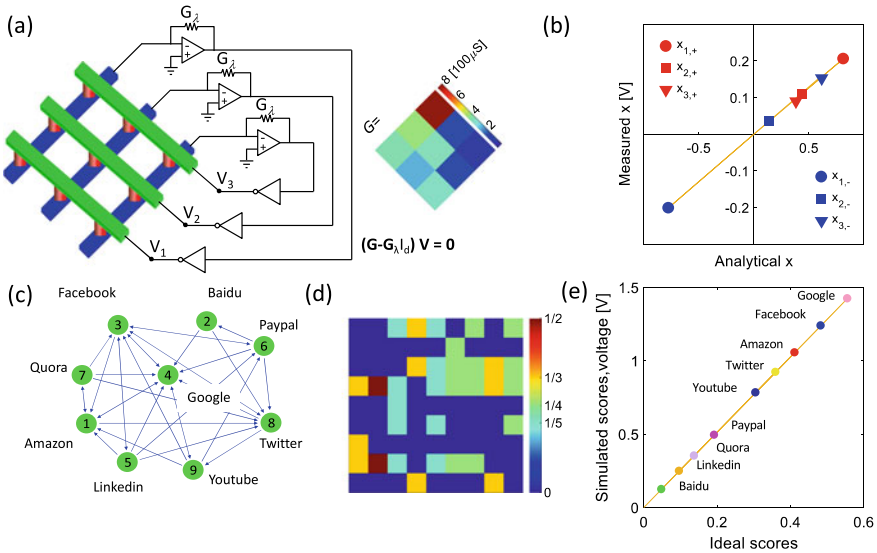 (a)
Gλ
Gλ
Gλ
V3
V2
V1
G=
8 [100μS]
6
4
2
(G-GλId) V = 0
(b)
Measured x [V]
0.2
0.1
-0.1
-0.2
-0.5
0.5
Analytical x
x1,+
x2,+
x3,+
x1,-
x2,-
x3,-
(c)
Facebook
Baidu
Paypal
Quora
Google
Amazon
Twitter
Linkedin
Youtube
3
2
6
7
4
1
8
5
9
(d)
1/2
1/3
1/4
1/5
0
(e)
Simulated scores,voltage [V]
1.5
1
0.5
0
0
0.2
0.4
0.6
Ideal scores
Google
Facebook
Amazon
Twitter
Youtube
Paypal
Quora
Linkedin
Baidu